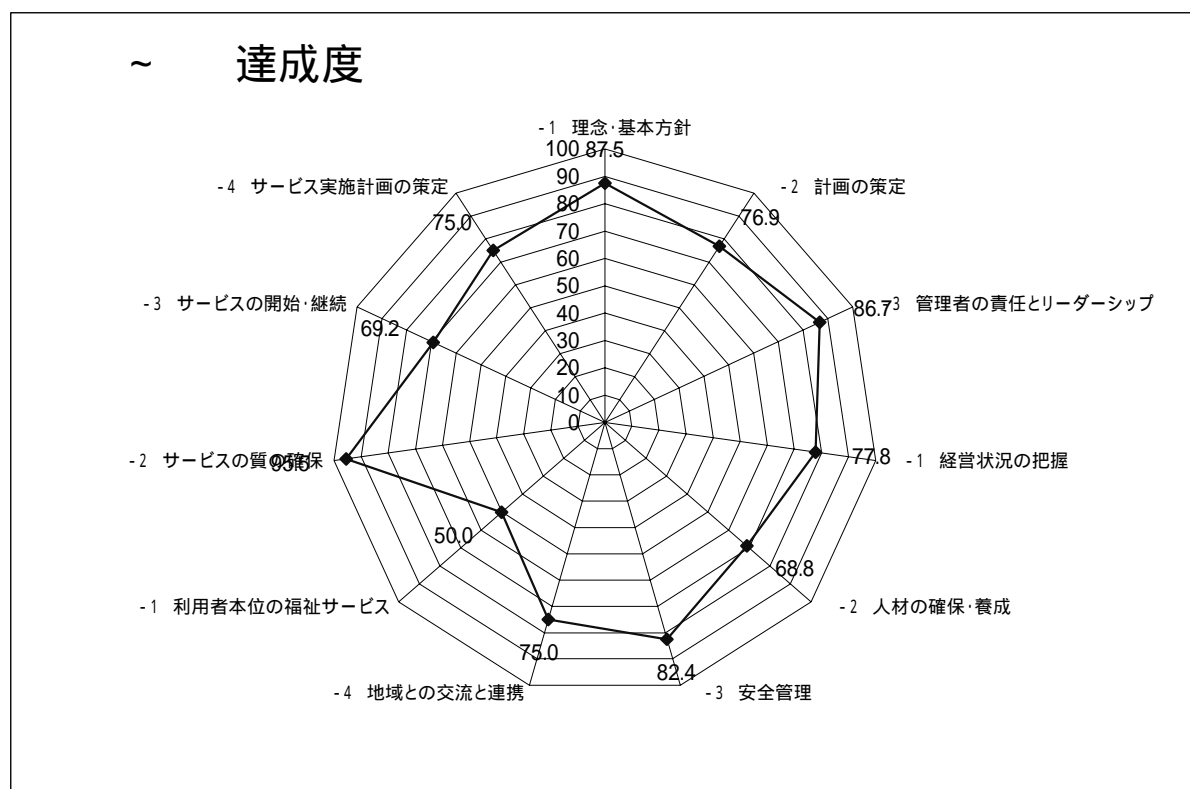 ~ 達成度
-1 理念・基本方針
87.5
-2 計画の策定
76.9
-3 管理者の責任とリーダーシップ
86.7
-1 経営状況の把握
77.8
-2 人材の確保・養成
68.8
-3 安全管理
82.4
-4 地域との交流と連携
75.0
-1 利用者本位の福祉サービス
50.0
-2 サービスの質の確保
-3 サービスの開始・継続
69.2
-4 サービス実施計画の策定
75.0
100
90
80
70
60
50
40
30
20
10
0